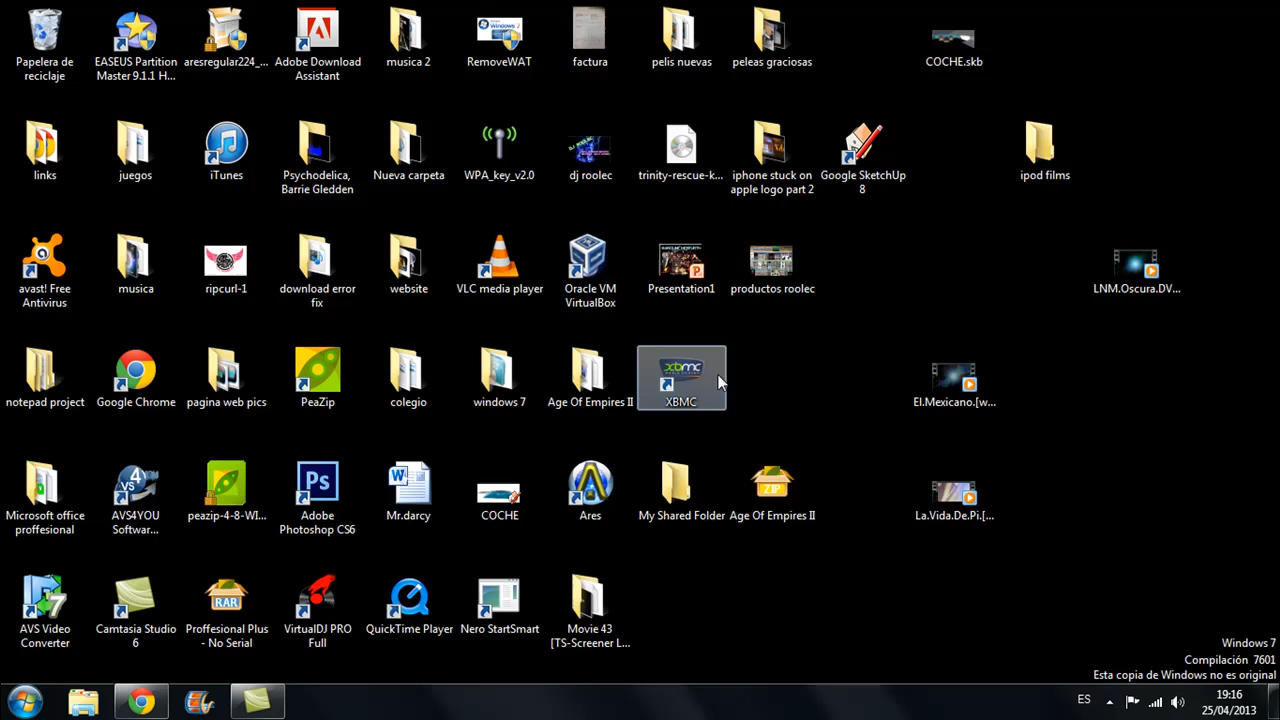 Papelera de
reciclaje
EASEUS Partition
Master 9.1.1 H...
aresregular224_...
Adobe Download
Assistant
musica 2
RemoveWAT
factura
pelis nuevas
peleas graciosas
COCHE.skb
links
juegos
iTunes
Psychodelica,
Barrie Gledden
Nueva carpeta
WPA_key_v2.0
dj roolec
trinity-rescue-k...
iphone stuck on
apple logo part 2
Google SketchUp
8
ipod films
avast! Free
Antivirus
musica
ripcurl-1
download error
fix
website
VLC media player
Oracle VM
VirtualBox
Presentation1
productos roolec
LNM.Oscura.DV...
notepad project
Google Chrome
pagina web pics
PeaZip
colegio
windows 7
Age Of Empires II
xbmc
XBMC
El.Mexicano.[w...
Microsoft office
proffesional
AVS4YOU
Softwar...
peazip-4-8-WI...
Ps
Adobe
Photoshop CS6
Mr.darcy
COCHE
Ares
My Shared Folder
ZIP
Age Of Empires II
La.Vida.De.Pi.[...
AVS Video
Converter
Camtasia Studio
6
RAR
Proffesional Plus
- No Serial
VirtualDJ PRO
Full
QuickTime Player
Nero StartSmart
Movie 43
[TS-Screener L...
Windows 7
Compilación 7601
Esta copia de Windows no es original
ES
19:16
25/04/2013